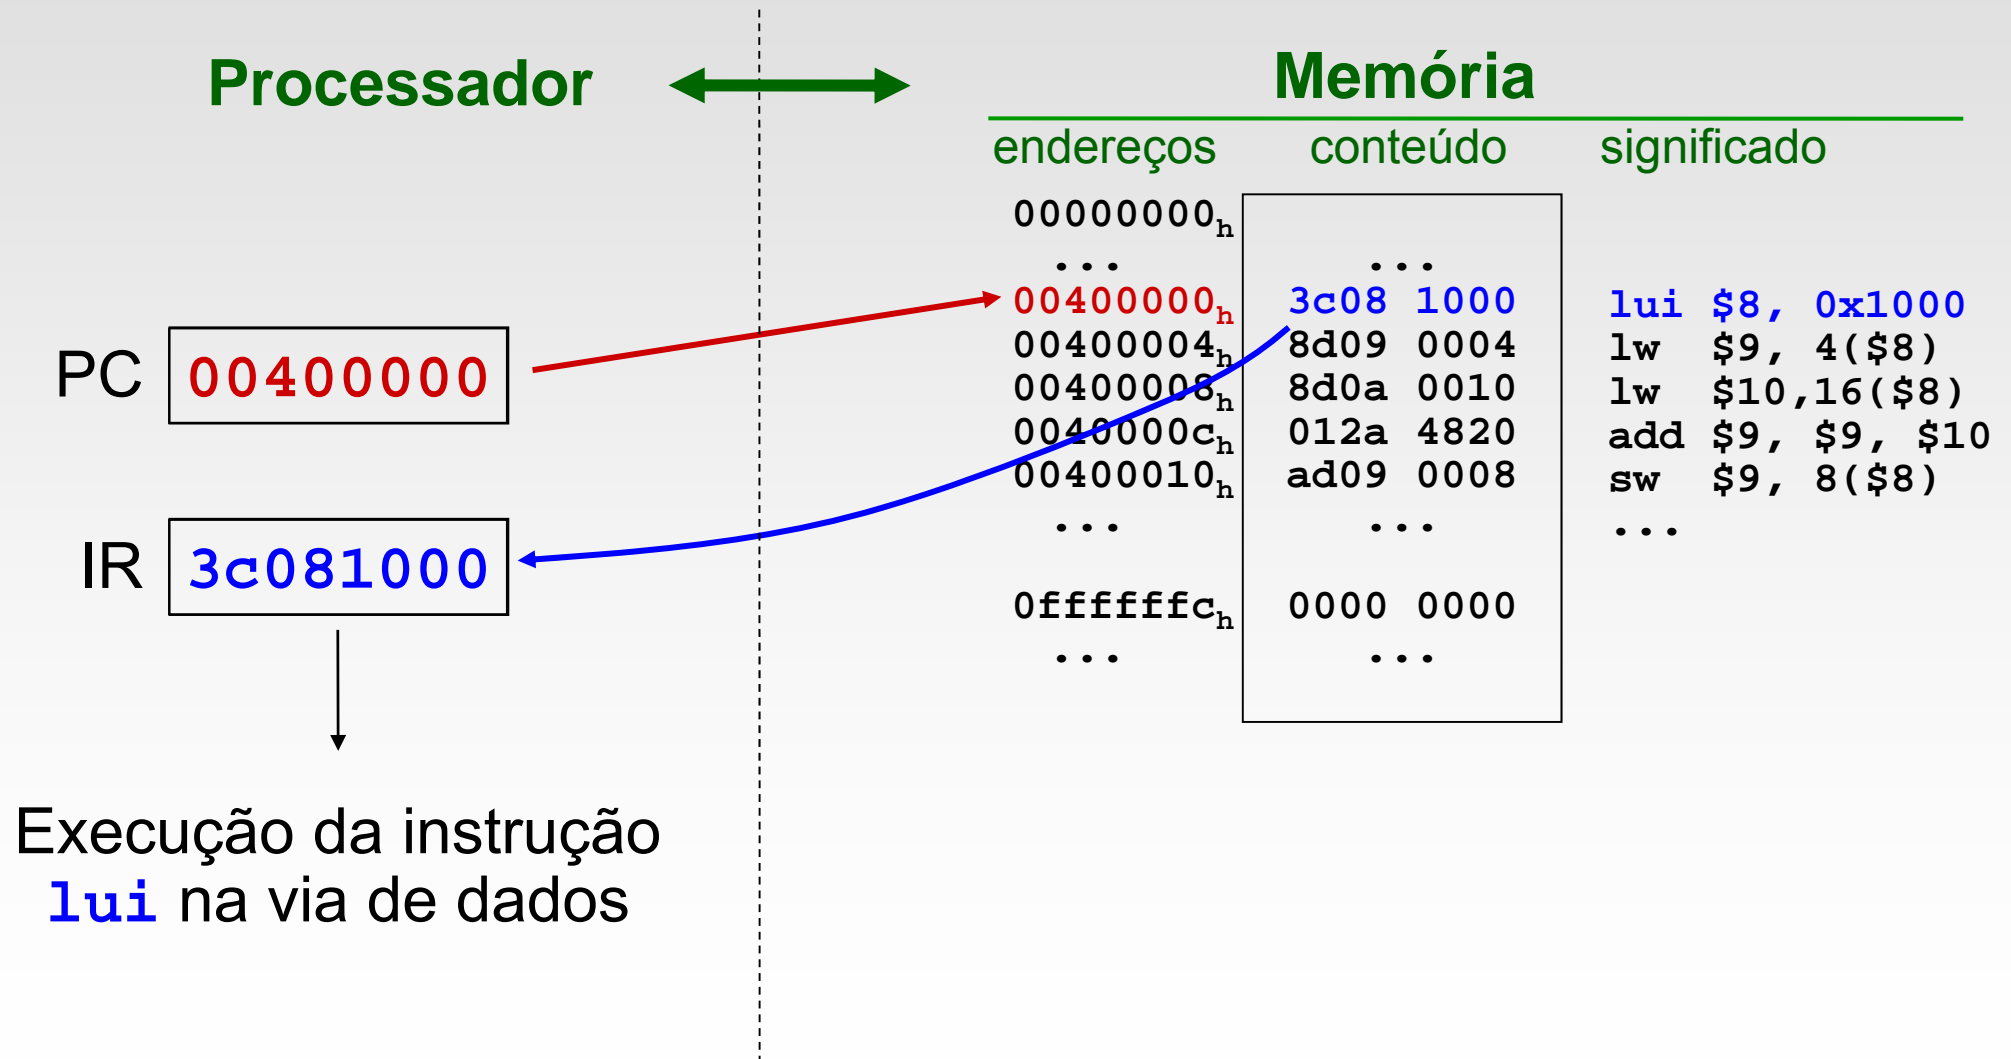 Processador
Memória
endereços conteúdo significado
00000000h
... ...
00400000h 3c08 1000 lui $8, 0x1000
00400004h 8d09 0004 lw $9, 4($8)
00400008h 8d0a 0010 lw $10,16($8)
0040000ch 012a 4820 add $9, $9, $10
00400010h ad09 0008 sw $9, 8($8)
... ... ...
0ffffffch 0000 0000
... ...
PC 00400000
IR 3c081000
Execução da instrução
lui na via de dados